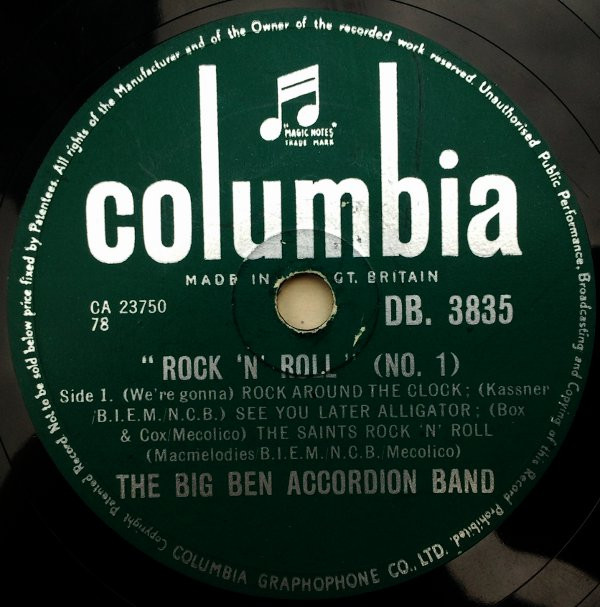 Copyright Patented Record Not to be sold below price fixed by Patentees. All rights of the Manufacturer and of the Owner of the recorded work reserved. Unauthorised Public Performance, Broadcasting and Copying of this Record Prohibited.
"MAGIC NOTES"
TRADE MARK
columbia
MADE IN GT. BRITAIN
CA 23750
78
DB. 3835
"ROCK 'N' ROLL" (NO. 1)
Side 1. (We're gonna) ROCK AROUND THE CLOCK; (Kassner
/B.I.E.M./N.C.B.) SEE YOU LATER ALLIGATOR; (Box
& Cox/Mecolico) THE SAINTS ROCK 'N' ROLL
(Macmelodies B.I.E.M./N.C.B./Mecolico)
THE BIG BEN ACCORDION BAND
COLUMBIA GRAPHOPHONE CO., LTD.